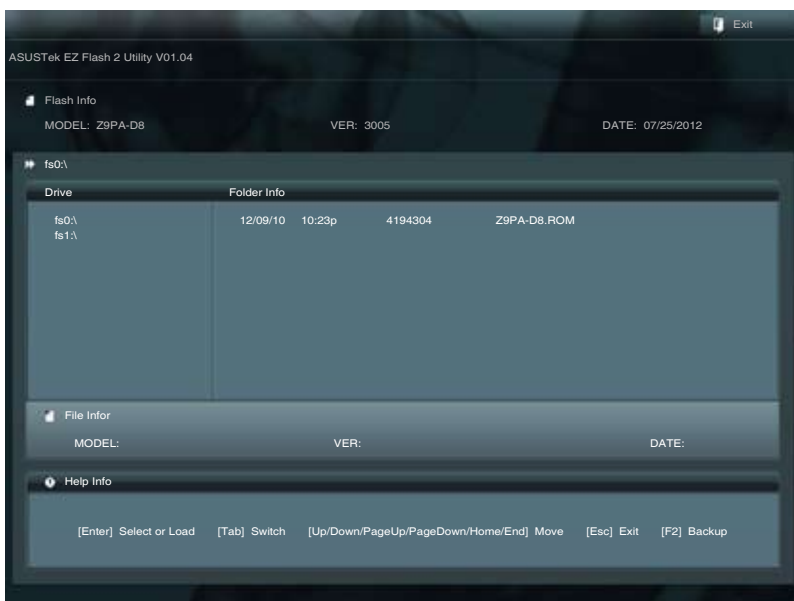 Exit
ASUSTek EZ Flash 2 Utility V01.04
Flash Info
MODEL: Z9PA-D8 VER: 3005 DATE: 07/25/2012
fs0:\
Drive Folder Info
fs0:\ 12/09/10 10:23p 4194304 Z9PA-D8.ROM
fs1:\
File Infor
MODEL: VER: DATE:
Help Info
[Enter] Select or Load [Tab] Switch [Up/Down/PageUp/PageDown/Home/End] Move [Esc] Exit [F2] Backup